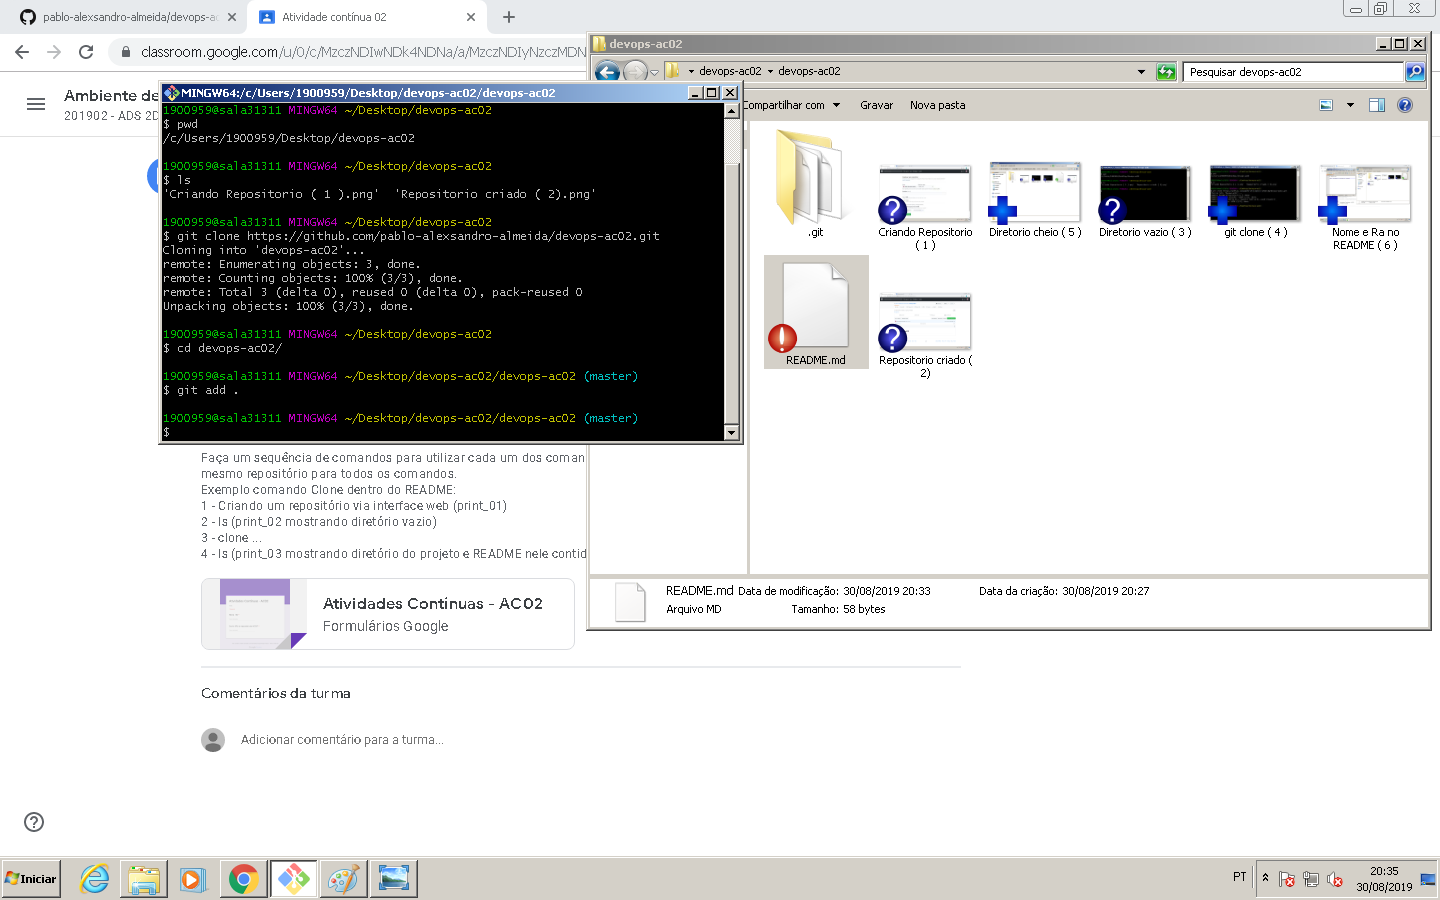 pablo-alexsandro-almeida/devops-ac
Atividade contínua 02
classroom.google.com/u/0/c/MzczNDIwNDk4NDNa/a/MzczNDIyNzczMDN
Ambiente de
201902 - ADS 2D
MINGW64:/c/Users/1900959/Desktop/devops-ac02/devops-ac02
1900959@sala31311 MINGW64 ~/Desktop/devops-ac02
$ pwd
/c/Users/1900959/Desktop/devops-ac02
1900959@sala31311 MINGW64 ~/Desktop/devops-ac02
$ ls
'Criando Repositorio ( 1 ).png'  'Repositorio criado ( 2).png'
1900959@sala31311 MINGW64 ~/Desktop/devops-ac02
$ git clone https://github.com/pablo-alexsandro-almeida/devops-ac02.git
Cloning into 'devops-ac02'...
remote: Enumerating objects: 3, done.
remote: Counting objects: 100% (3/3), done.
remote: Total 3 (delta 0), reused 0 (delta 0), pack-reused 0
Unpacking objects: 100% (3/3), done.
1900959@sala31311 MINGW64 ~/Desktop/devops-ac02
$ cd devops-ac02/
1900959@sala31311 MINGW64 ~/Desktop/devops-ac02/devops-ac02 (master)
$ git add .
1900959@sala31311 MINGW64 ~/Desktop/devops-ac02/devops-ac02 (master)
$
devops-ac02
devops-ac02 devops-ac02
Pesquisar devops-ac02
Compartilhar com Gravar Nova pasta
.git
Criando Repositorio ( 1 )
Diretorio cheio ( 5 )
Diretorio vazio ( 3 )
git clone ( 4 )
Nome e Ra no README ( 6 )
README.md
Repositorio criado ( 2)
README.md Data de modificação: 30/08/2019 20:33 Data da criação: 30/08/2019 20:27
Arquivo MD Tamanho: 58 bytes
Faça um sequência de comandos para utilizar cada um dos coman
mesmo repositório para todos os comandos.
Exemplo comando Clone dentro do README:
1 - Criando um repositório via interface web (print_01)
2 - ls (print_02 mostrando diretório vazio)
3 - clone ...
4 - ls (print_03 mostrando diretório do projeto e README nele contid
Atividades Contínuas - AC02
Formulários Google
Comentários da turma
Adicionar comentário para a turma...
Iniciar
PT
20:35
30/08/2019